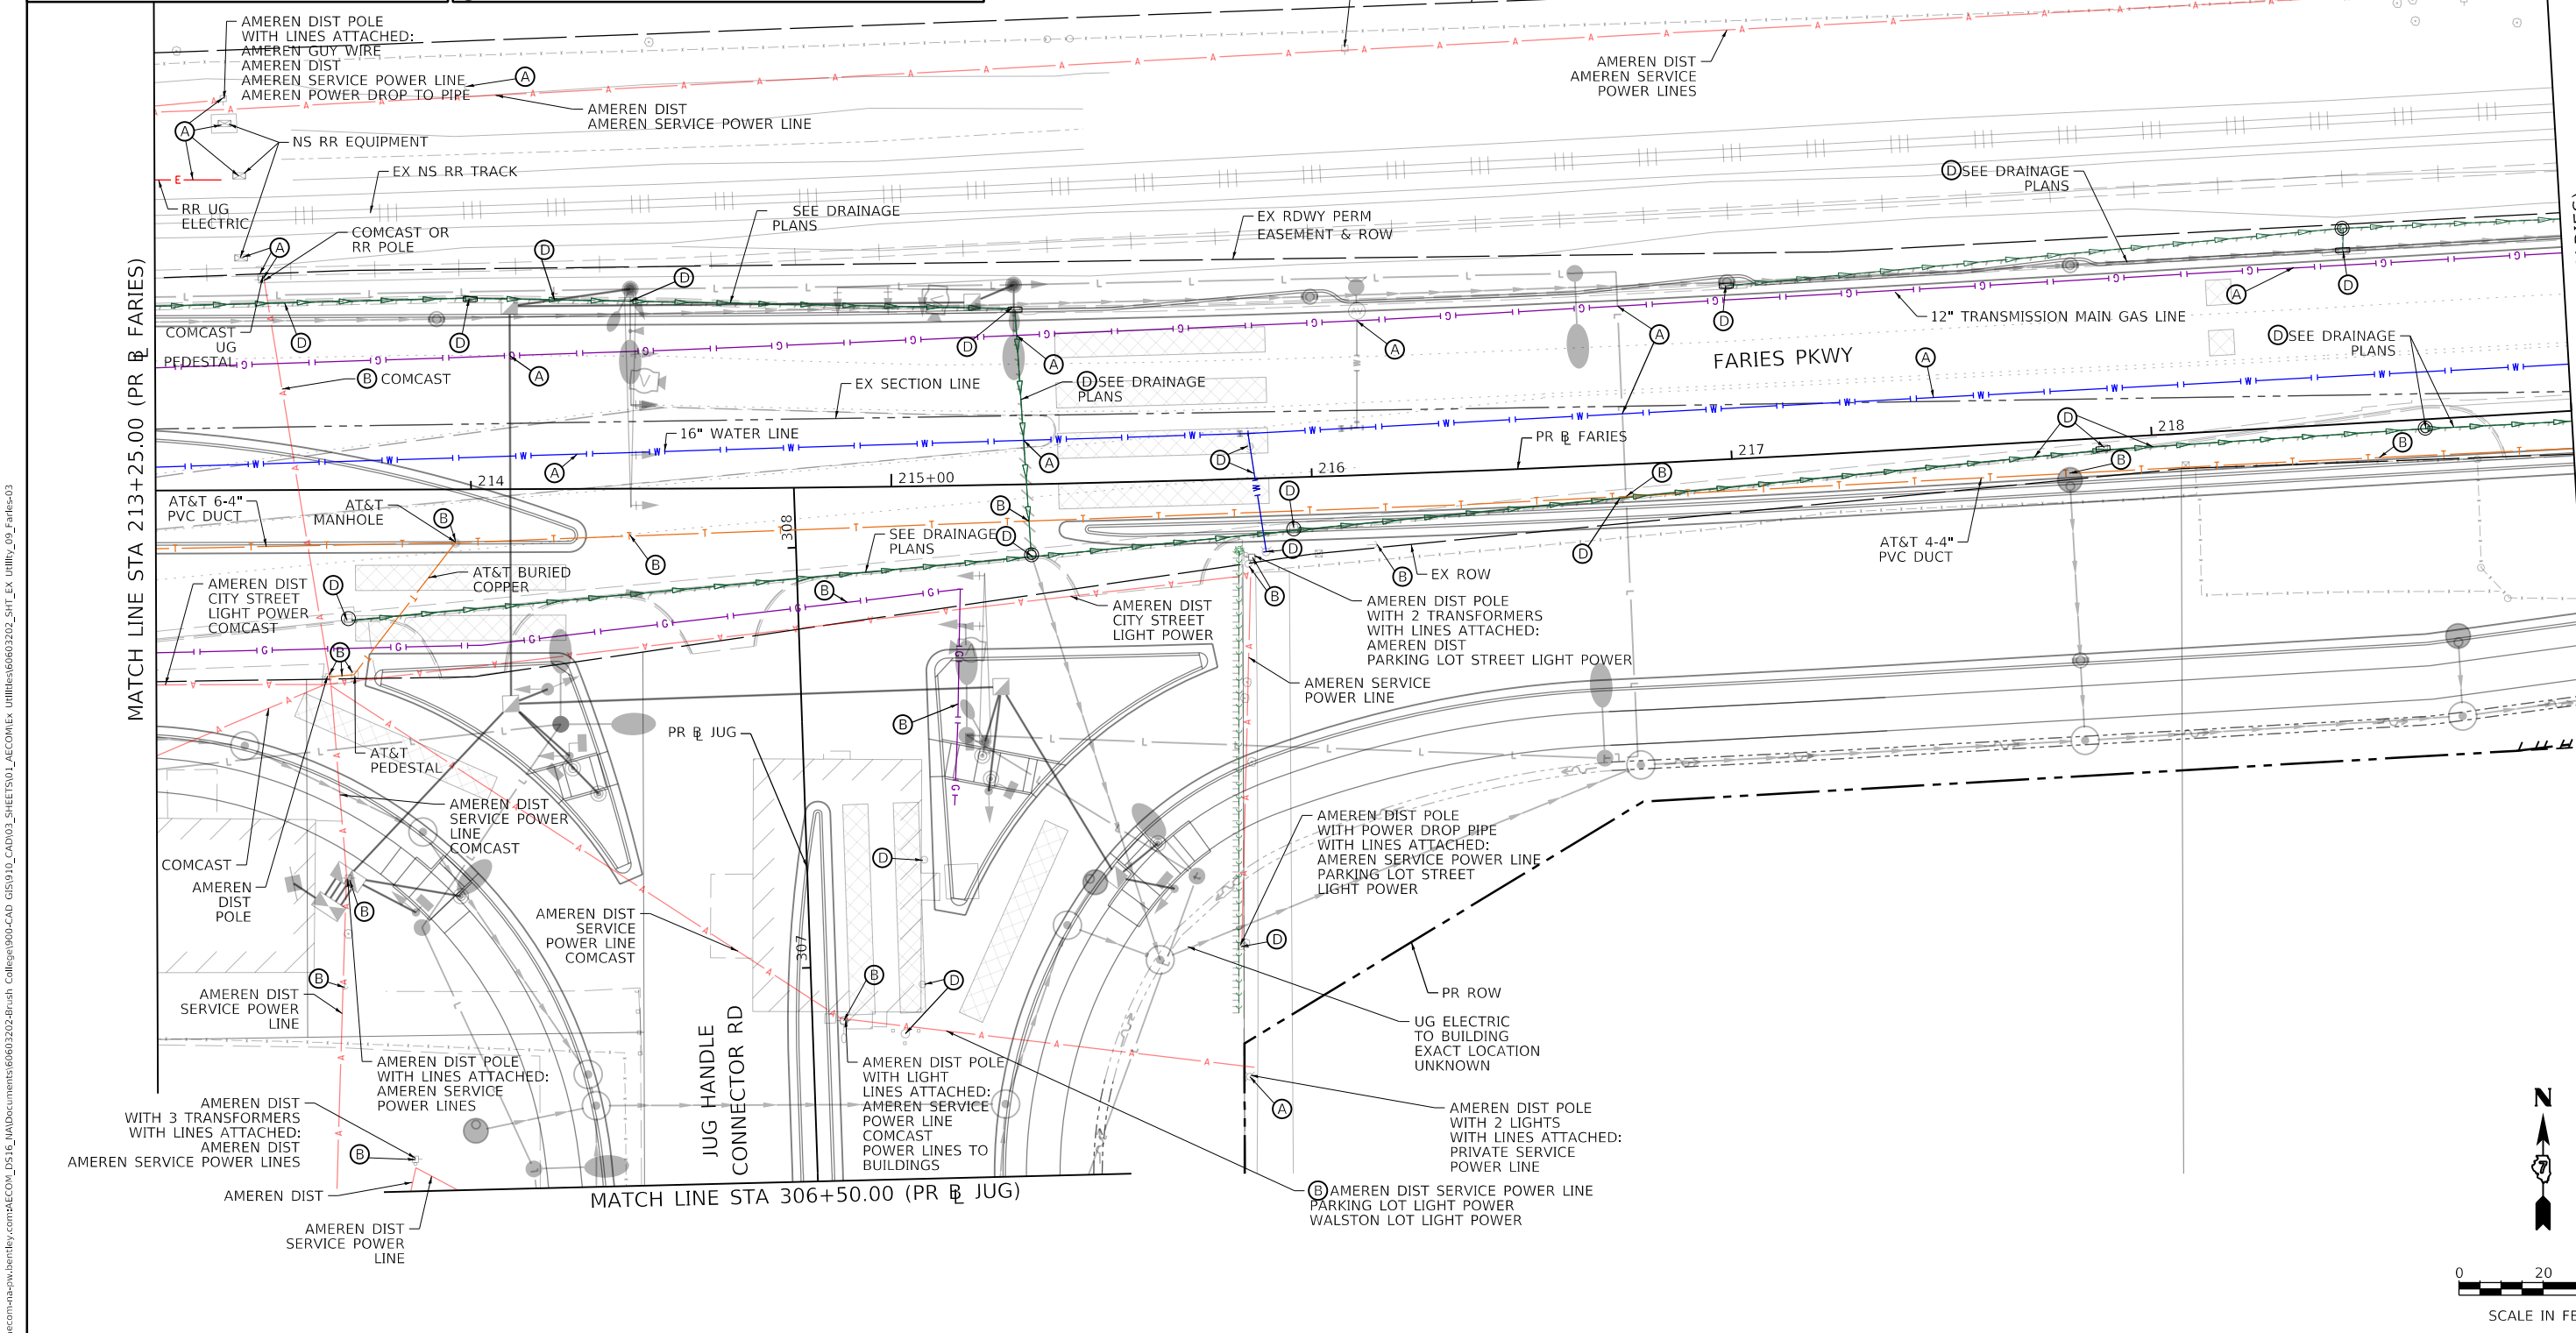 AMEREN DIST POLE
WITH LINES ATTACHED:
AMEREN GUY WIRE
AMEREN DIST
AMEREN SERVICE POWER LINE
AMEREN POWER DROP TO PIPE
A
AMEREN DIST
AMEREN SERVICE POWER LINE
AMEREN DIST
AMEREN SERVICE
POWER LINES
A
NS RR EQUIPMENT
EX NS RR TRACK
E
RR UG
ELECTRIC
COMCAST OR
RR POLE
A
D
D
SEE DRAINAGE
PLANS
EX RDWY PERM
EASEMENT & ROW
D SEE DRAINAGE
PLANS
COMCAST
UG
PEDESTAL
D
D
D
D
A
D
12" TRANSMISSION MAIN GAS LINE
B COMCAST
A
A
A
A
FARIES PKWY
A
D SEE DRAINAGE
PLANS
EX SECTION LINE
D SEE DRAINAGE
PLANS
16" WATER LINE
A
A
D
PR BL FARIES
D
B
B
214
215+00
216
217
218
MATCH LINE STA 213+25.00 (PR BL FARIES)
AT&T 6-4"
PVC DUCT
AT&T
MANHOLE
B
B
D
B
308
SEE DRAINAGE
PLANS
D
D
D
AT&T 4-4"
PVC DUCT
B
AT&T BURIED
COPPER
AMEREN DIST
CITY STREET
LIGHT POWER
COMCAST
D
B
B
EX ROW
B
AMEREN DIST
CITY STREET
LIGHT POWER
AMEREN DIST POLE
WITH 2 TRANSFORMERS
WITH LINES ATTACHED:
AMEREN DIST
PARKING LOT STREET LIGHT POWER
B
AMEREN SERVICE
POWER LINE
B
PR BL JUG
AT&T
PEDESTAL
AMEREN DIST
SERVICE POWER
LINE
COMCAST
COMCAST
AMEREN
DIST
POLE
B
D
AMEREN DIST POLE
WITH POWER DROP PIPE
WITH LINES ATTACHED:
AMEREN SERVICE POWER LINE
PARKING LOT STREET
LIGHT POWER
AMEREN DIST
SERVICE
POWER LINE
COMCAST
307
D
B
B
D
AMEREN DIST
SERVICE POWER
LINE
PR ROW
UG ELECTRIC
TO BUILDING
EXACT LOCATION
UNKNOWN
JUG HANDLE
CONNECTOR RD
AMEREN DIST POLE
WITH LINES ATTACHED:
AMEREN SERVICE
POWER LINES
AMEREN DIST POLE
WITH LIGHT
LINES ATTACHED:
AMEREN SERVICE
POWER LINE
COMCAST
POWER LINES TO
BUILDINGS
AMEREN DIST
WITH 3 TRANSFORMERS
WITH LINES ATTACHED:
AMEREN DIST
AMEREN SERVICE POWER LINES
B
A
AMEREN DIST POLE
WITH 2 LIGHTS
WITH LINES ATTACHED:
PRIVATE SERVICE
POWER LINE
AMEREN DIST
MATCH LINE STA 306+50.00 (PR BL JUG)
B AMEREN DIST SERVICE POWER LINE
PARKING LOT LIGHT POWER
WALSTON LOT LIGHT POWER
AMEREN DIST
SERVICE POWER
LINE
N
7
0 20
SCALE IN FE